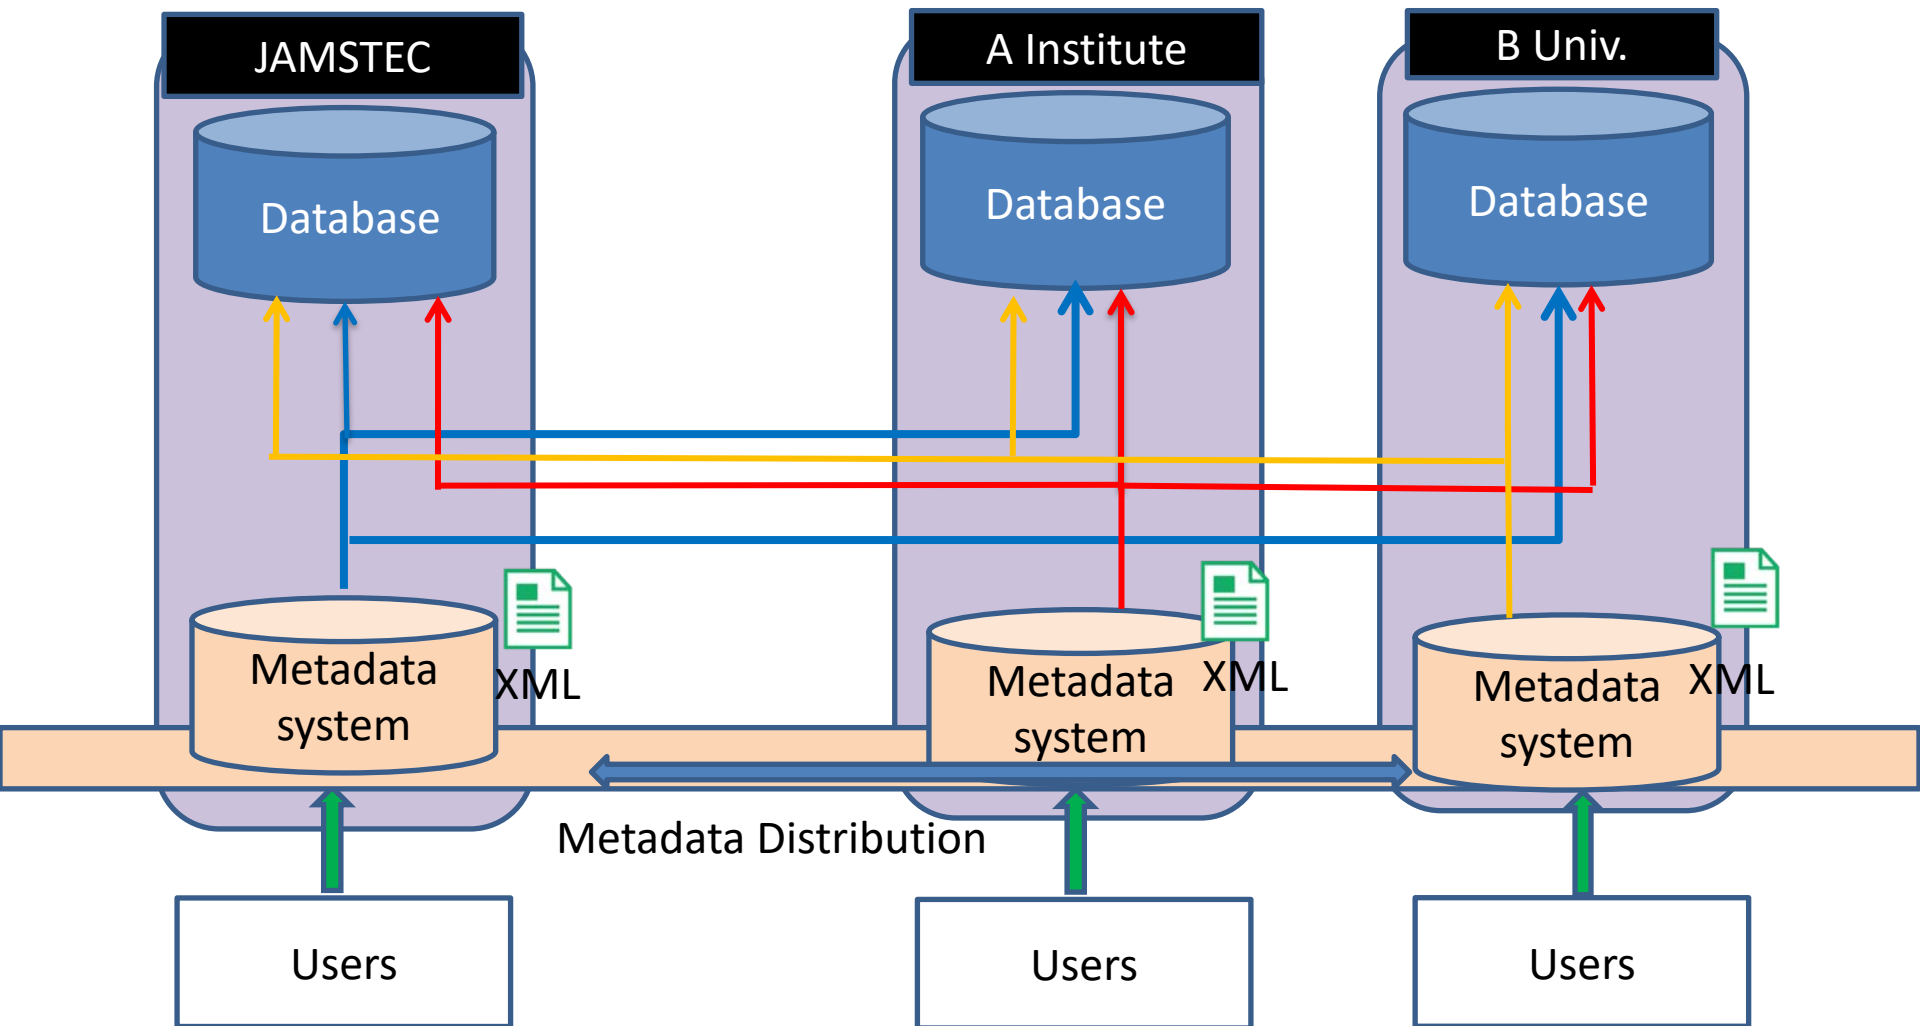 JAMSTEC
A Institute
B Univ.
Database
Database
Database
Metadata
system
XML
Metadata
system
XML
Metadata
system
XML
Metadata Distribution
Users
Users
Users